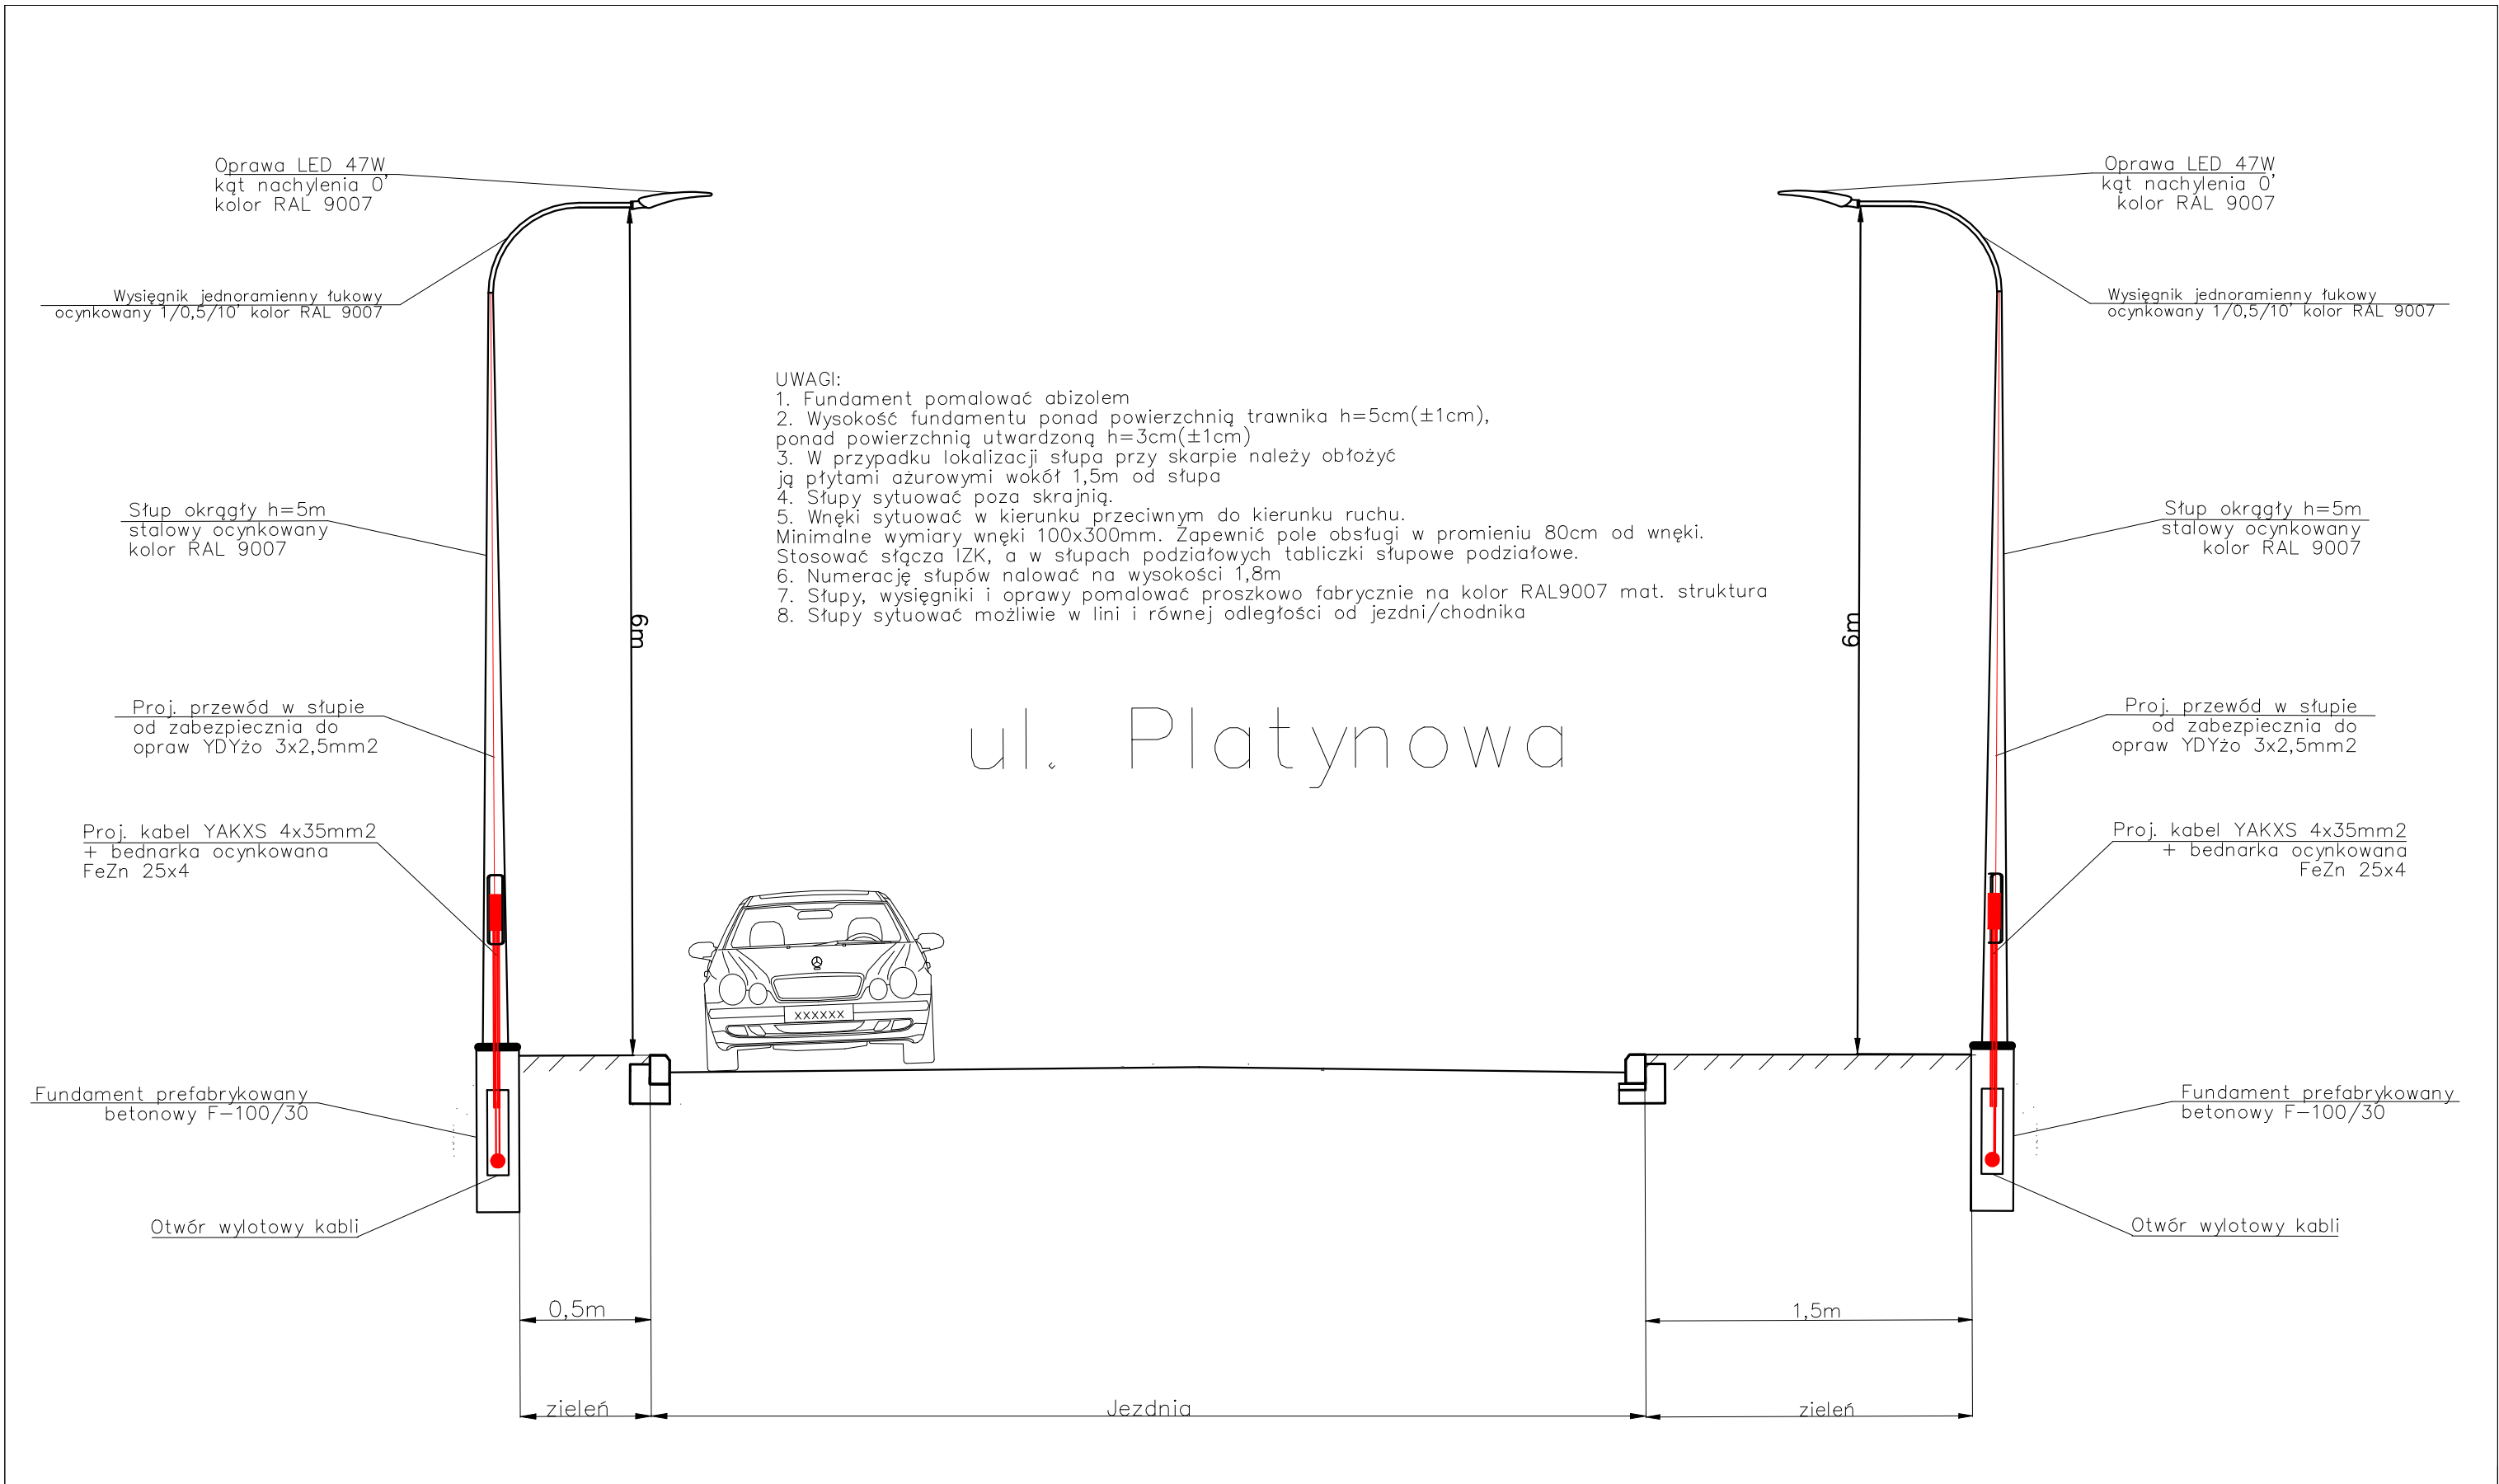 Oprawa LED 47W
kąt nachylenia 0°
kolor RAL 9007
Wysięgnik jednoramienny łukowy
ocynkowany 1/0,5/10° kolor RAL 9007
Słup okrągły h=5m
stalowy ocynkowany
kolor RAL 9007
Proj. przewód w słupie
od zabezpiecznia do
opraw YDYżo 3x2,5mm2
Proj. kabel YAKXS 4x35mm2
+ bednarka ocynkowana
FeZn 25x4
Fundament prefabrykowany
betonowy F-100/30
Otwór wylotowy kabli
6m
UWAGI:
1. Fundament pomalować abizolem
2. Wysokość fundamentu ponad powierzchnią trawnika h=5cm(±1cm),
ponad powierzchnią utwardzoną h=3cm(±1cm)
3. W przypadku lokalizacji słupa przy skarpie należy obłożyć
ją płytami ażurowymi wokół 1,5m od słupa
4. Słupy sytuować poza skrajnią.
5. Wnęki sytuować w kierunku przeciwnym do kierunku ruchu.
Minimalne wymiary wnęki 100x300mm. Zapewnić pole obsługi w promieniu 80cm od wnęki.
Stosować słącza IZK, a w słupach podziałowych tabliczki słupowe podziałowe.
6. Numerację słupów nalować na wysokości 1,8m
7. Słupy, wysięgniki i oprawy pomalować proszkowo fabrycznie na kolor RAL9007 mat. struktura
8. Słupy sytuować możliwie w lini i równej odległości od jezdni/chodnika
ul. Platynowa
XXXXXX
6m
Oprawa LED 47W
kąt nachylenia 0°
kolor RAL 9007
Wysięgnik jednoramienny łukowy
ocynkowany 1/0,5/10° kolor RAL 9007
Słup okrągły h=5m
stalowy ocynkowany
kolor RAL 9007
Proj. przewód w słupie
od zabezpiecznia do
opraw YDYżo 3x2,5mm2
Proj. kabel YAKXS 4x35mm2
+ bednarka ocynkowana
FeZn 25x4
Fundament prefabrykowany
betonowy F-100/30
Otwór wylotowy kabli
0,5m
1,5m
zieleń
Jezdnia
zieleń